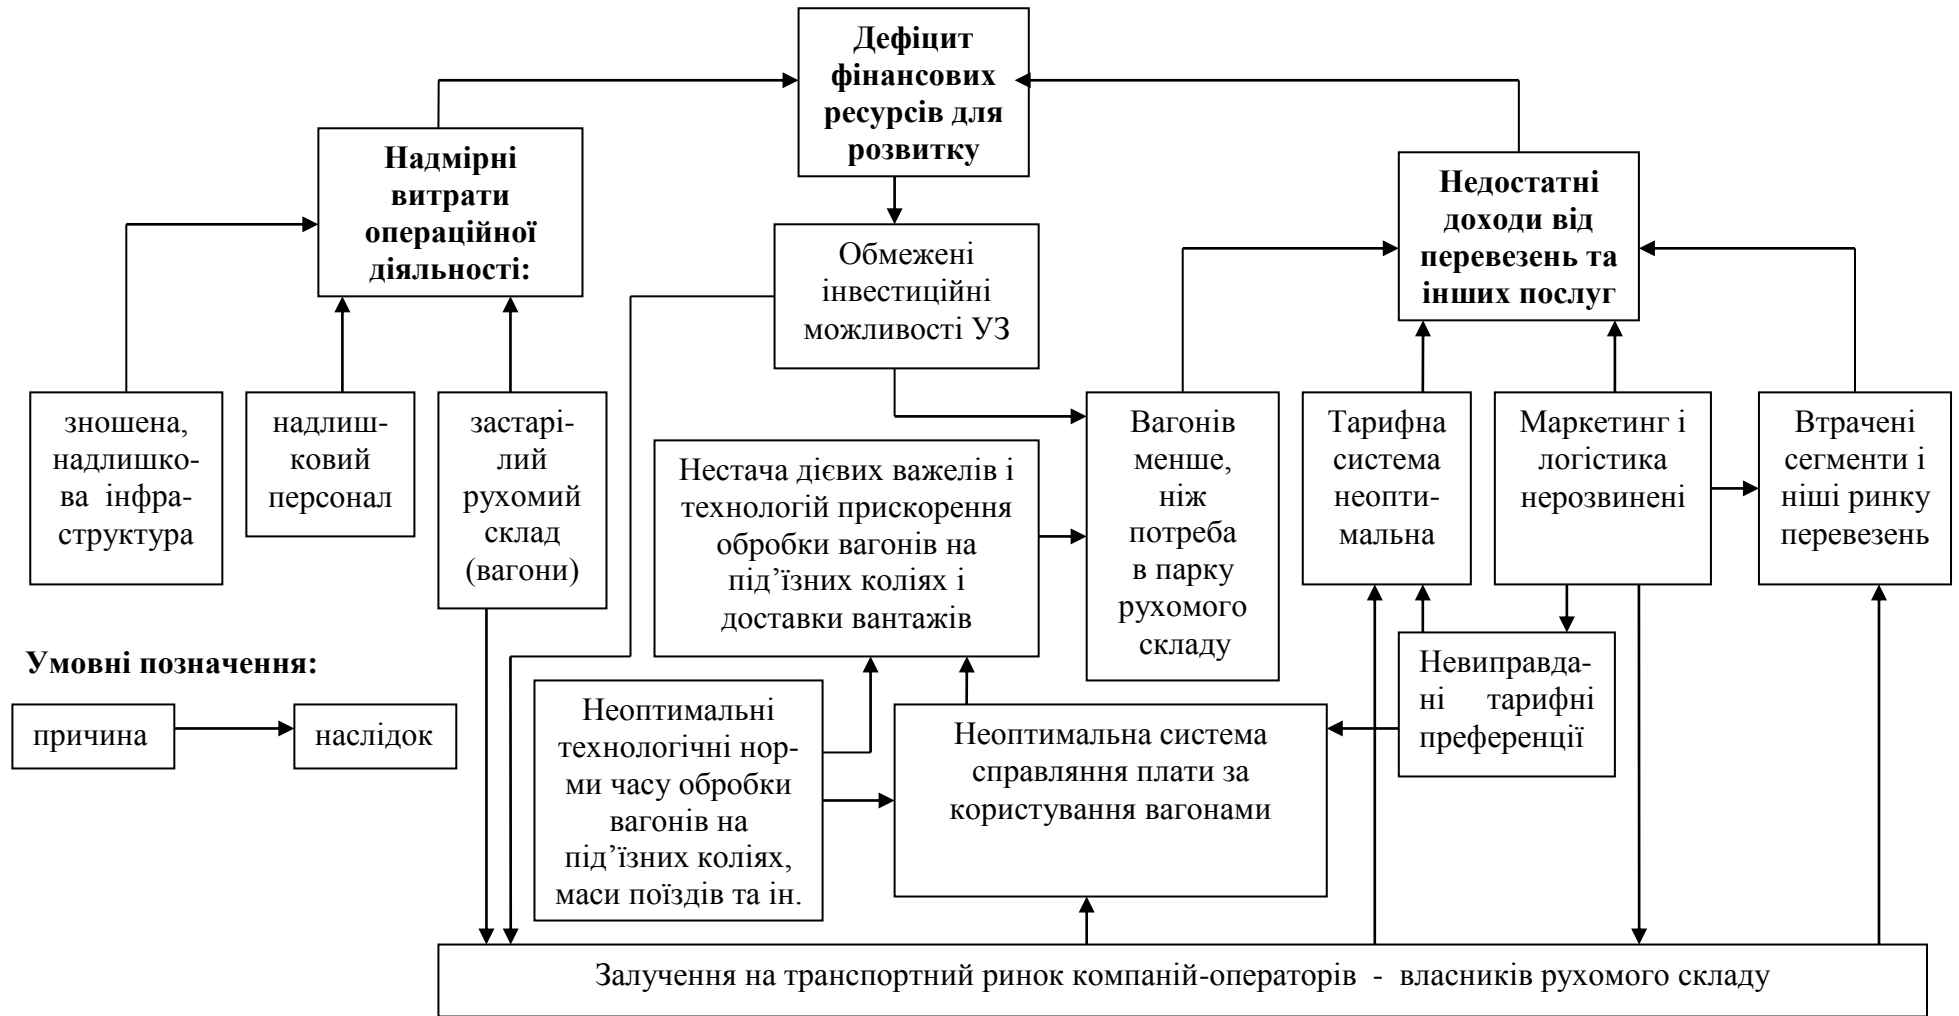 Дефіцит
фінансових
ресурсів для
розвитку
Надмірні
витрати
операційної
діяльності:
Недостатні
доходи від
перевезень та
інших послуг
Обмежені
інвестиційні
можливості УЗ
зношена,
надлишко-
ва інфра-
структура
надлиш-
ковий
персонал
застарі-
лий
рухомий
склад
(вагони)
Нестача дієвих важелів і
технологій прискорення
обробки вагонів на
під’їзних коліях і
доставки вантажів
Вагонів
менше,
ніж
потреба
в парку
рухомого
складу
Тарифна
система
неопти-
мальна
Маркетинг і
логістика
нерозвинені
Втрачені
сегменти і
ніші ринку
перевезень
Умовні позначення:
причина
наслідок
Неоптимальні
технологічні нор-
ми часу обробки
вагонів на
під’їзних коліях,
маси поїздів та ін.
Неоптимальна система
справляння плати за
користування вагонами
Невиправда-
ні тарифні
преференції
Залучення на транспортний ринок компаній-операторів - власників рухомого складу